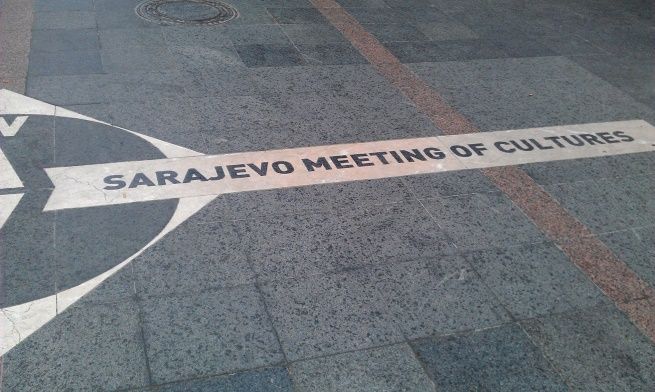 SARAJEVO MEETING OF CULTURES